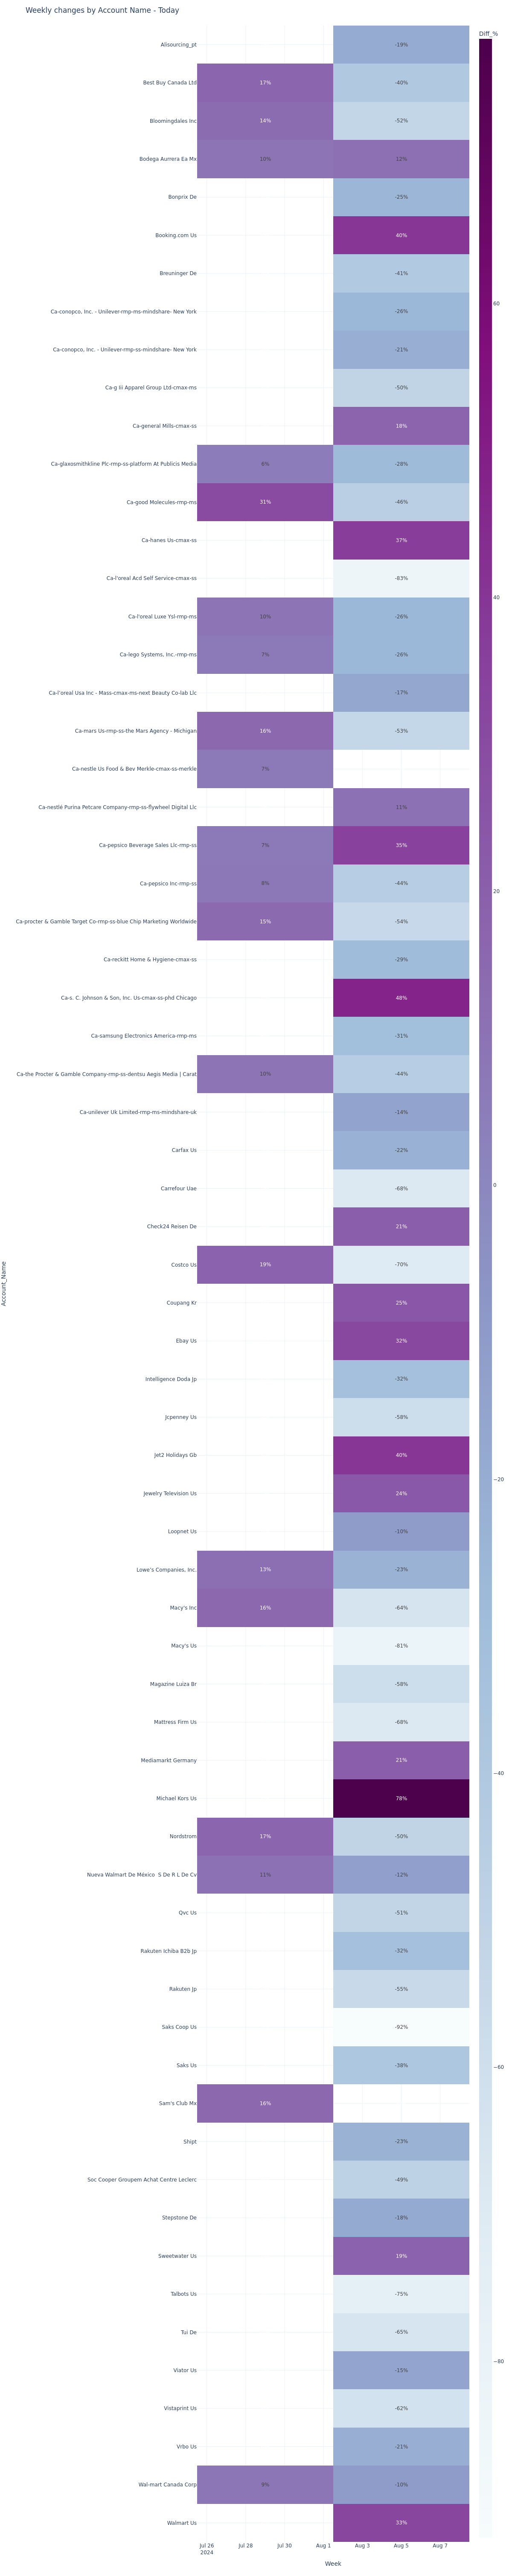 Weekly changes by Account Name - Today
Diff_%
Alisourcing_pt -19%
Best Buy Canada Ltd 17% -40%
Bloomingdales Inc 14% -52%
Bodega Aurrera Ea Mx 10% 12%
Bonprix De -25%
Booking.com Us 40%
Breuninger De -41%
Ca-conopco, Inc. - Unilever-rmp-ms-mindshare- New York -26%
60
Ca-conopco, Inc. - Unilever-rmp-ss-mindshare- New York -21%
Ca-g Iii Apparel Group Ltd-cmax-ms -50%
Ca-general Mills-cmax-ss 18%
Ca-glaxosmithkline Plc-rmp-ss-platform At Publicis Media 6% -28%
Ca-good Molecules-rmp-ms 31% -46%
Ca-hanes Us-cmax-ss 37%
Ca-l'oreal Acd Self Service-cmax-ss -83%
40
Ca-l'oreal Luxe Ysl-rmp-ms 10% -26%
Ca-lego Systems, Inc.-rmp-ms 7% -26%
Ca-l'oreal Usa Inc - Mass-cmax-ms-next Beauty Co-lab Llc -17%
Ca-mars Us-rmp-ss-the Mars Agency - Michigan 16% -53%
Ca-nestle Us Food & Bev Merkle-cmax-ss-merkle 7%
Ca-nestlé Purina Petcare Company-rmp-ss-flywheel Digital Llc 11%
Ca-pepsico Beverage Sales Llc-rmp-ss 7% 35%
Ca-pepsico Inc-rmp-ss 8% -44%
20
Ca-procter & Gamble Target Co-rmp-ss-blue Chip Marketing Worldwide 15% -54%
Ca-reckitt Home & Hygiene-cmax-ss -29%
Ca-s. C. Johnson & Son, Inc. Us-cmax-ss-phd Chicago 48%
Ca-samsung Electronics America-rmp-ms -31%
Ca-the Procter & Gamble Company-rmp-ss-dentsu Aegis Media | Carat 10% -44%
Ca-unilever Uk Limited-rmp-ms-mindshare-uk -14%
Carfax Us -22%
Carrefour Uae -68%
0
Check24 Reisen De 21%
Costco Us 19% -70%
Account_Name
Coupang Kr 25%
Ebay Us 32%
Intelligence Doda Jp -32%
Jcpenney Us -58%
Jet2 Holidays Gb 40%
−20
Jewelry Television Us 24%
Loopnet Us -10%
Lowe's Companies, Inc. 13% -23%
Macy's Inc 16% -64%
Macy's Us -81%
Magazine Luiza Br -58%
Mattress Firm Us -68%
Mediamarkt Germany 21%
−40
Michael Kors Us 78%
Nordstrom 17% -50%
Nueva Walmart De México  S De R L De Cv 11% -12%
Qvc Us -51%
Rakuten Ichiba B2b Jp -32%
Rakuten Jp -55%
Saks Coop Us -92%
Saks Us -38%
−60
Sam's Club Mx 16%
Shipt -23%
Soc Cooper Groupem Achat Centre Leclerc -49%
Stepstone De -18%
Sweetwater Us 19%
Talbots Us -75%
Tui De -65%
−80
Viator Us -15%
Vistaprint Us -62%
Vrbo Us -21%
Wal-mart Canada Corp 9% -10%
Walmart Us 33%
Jul 26 Jul 28 Jul 30 Aug 1 Aug 3 Aug 5 Aug 7
2024
Week